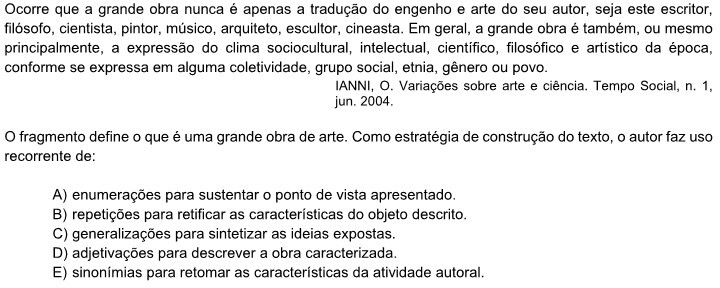 Ocorre que a grande obra nunca é apenas a tradução do engenho e arte do seu autor, seja este escritor,
filósofo, cientista, pintor, músico, arquiteto, escultor, cineasta. Em geral, a grande obra é também, ou mesmo
principalmente, a expressão do clima sociocultural, intelectual, científico, filosófico e artístico da época,
conforme se expressa em alguma coletividade, grupo social, etnia, gênero ou povo.
IANNI, O. Variações sobre arte e ciência. Tempo Social, n. 1,
jun. 2004.
O fragmento define o que é uma grande obra de arte. Como estratégia de construção do texto, o autor faz uso
recorrente de:
A) enumerações para sustentar o ponto de vista apresentado.
B) repetições para retificar as características do objeto descrito.
C) generalizações para sintetizar as ideias expostas.
D) adjetivações para descrever a obra caracterizada.
E) sinonímias para retomar as características da atividade autoral.